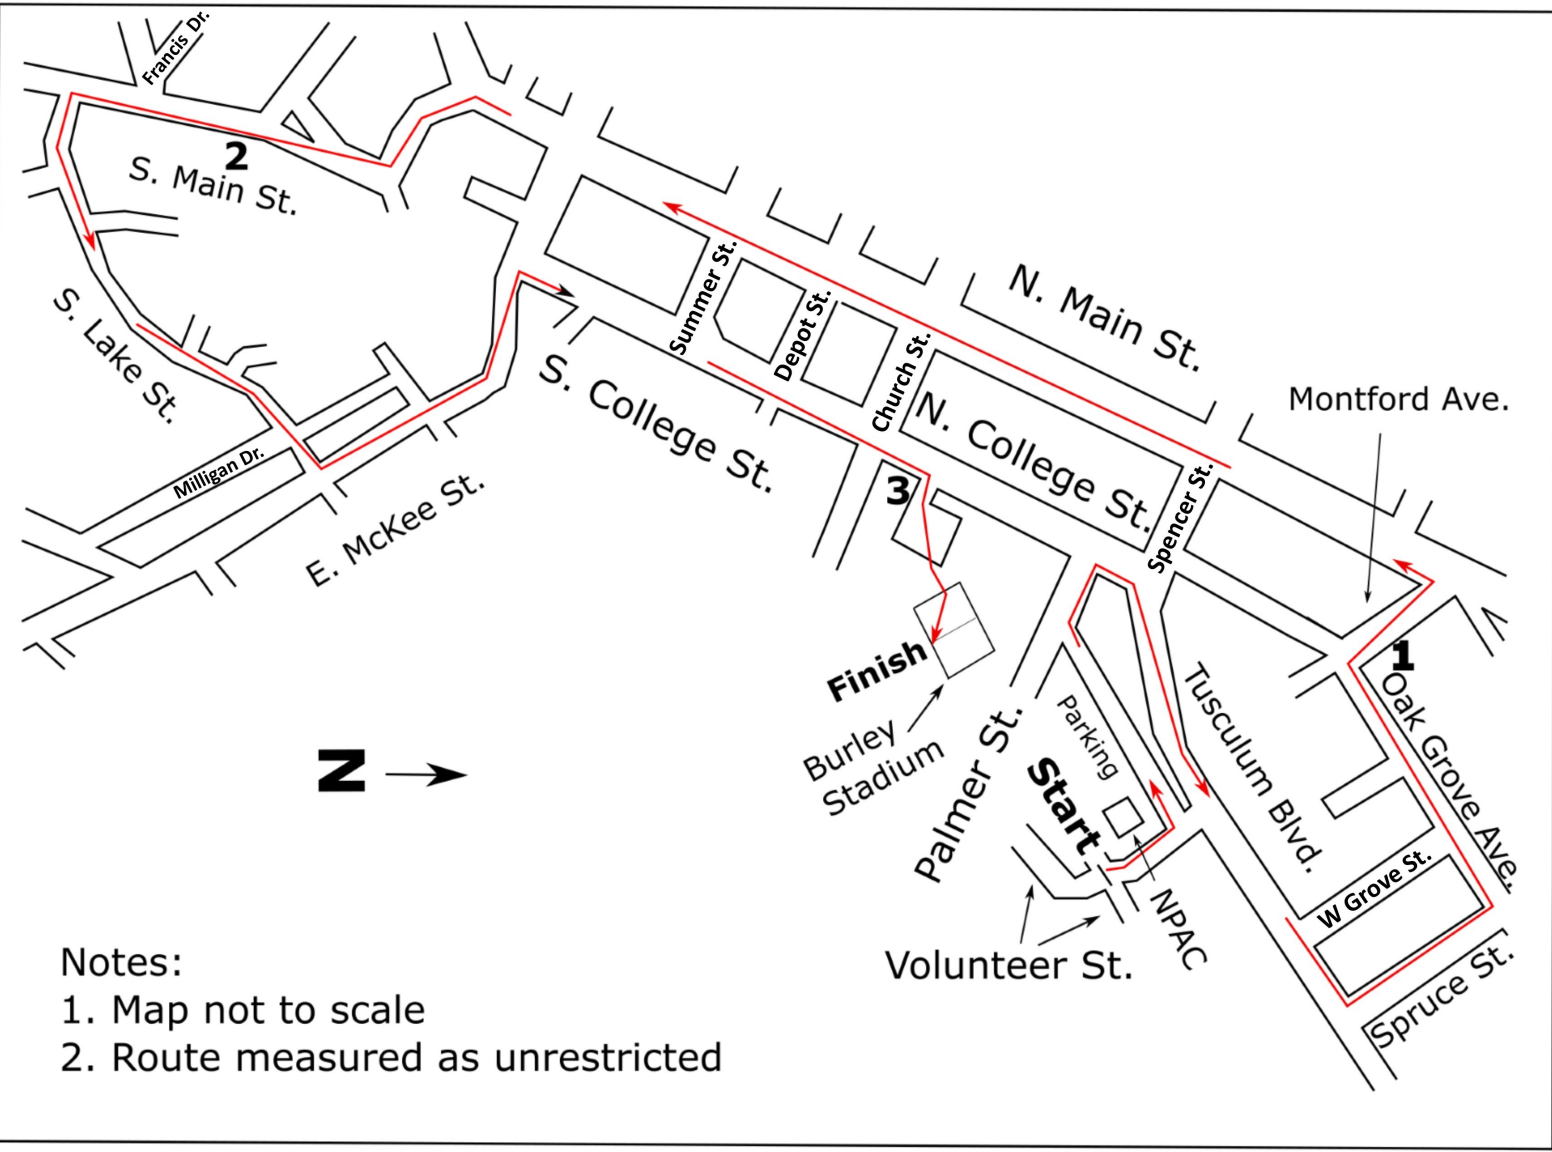 Francis Dr.
2
S. Main St.
N. Main St.
Summer St.
Depot St.
Church St.
S. Lake St.
S. College St.
N. College St.
Montford Ave.
Milligan Dr.
E. McKee St.
3
Spencer St.
1
Oak Grove Ave.
Finish
Burley
Stadium
Palmer St.
Parking
Start
Tusculum Blvd.
N
W Grove St.
NPAC
Volunteer St.
Spruce St.
Notes:
1. Map not to scale
2. Route measured as unrestricted